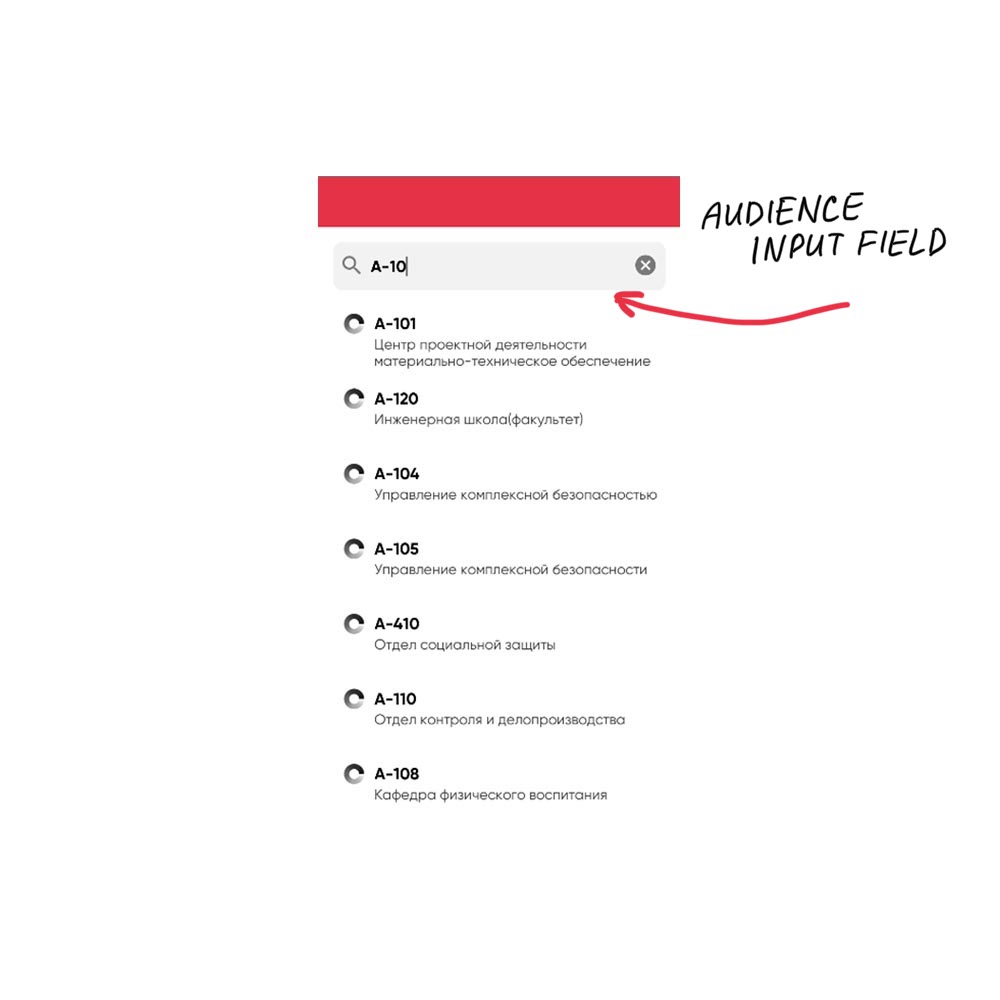 AUDIENCE
INPUT FIELD
А-10
А-101
Центр проектной деятельности
материально-техническое обеспечение
А-120
Инженерная школа(факультет)
А-104
Управление комплексной безопасностью
А-105
Управление комплексной безопасности
А-410
Отдел социальной защиты
А-110
Отдел контроля и делопроизводства
А-108
Кафедра физического воспитания